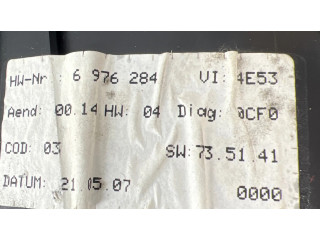 HW-Nr : 6 976 284 VI: 4E53
Aend: 00.14 HW: 04 Diag: 0CF0
COD: 03 SW: 73.51.41
DATUM: 21.05.07 0000